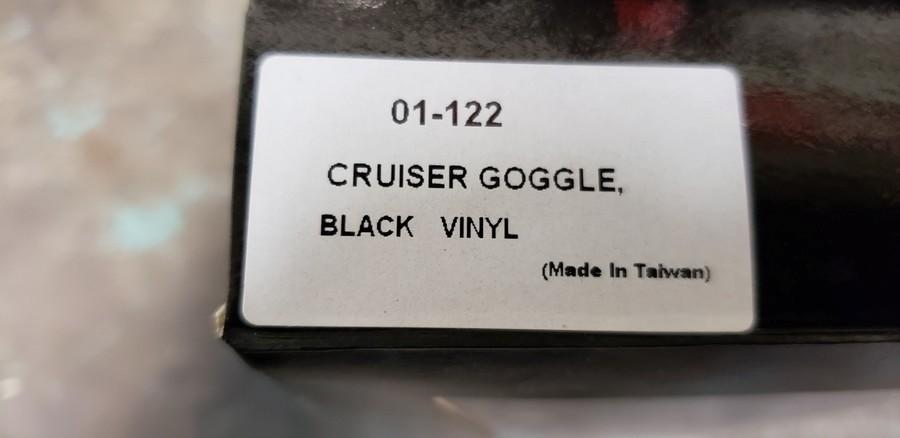 01-122
CRUISER GOGGLE,
BLACK VINYL
(Made In Taiwan)